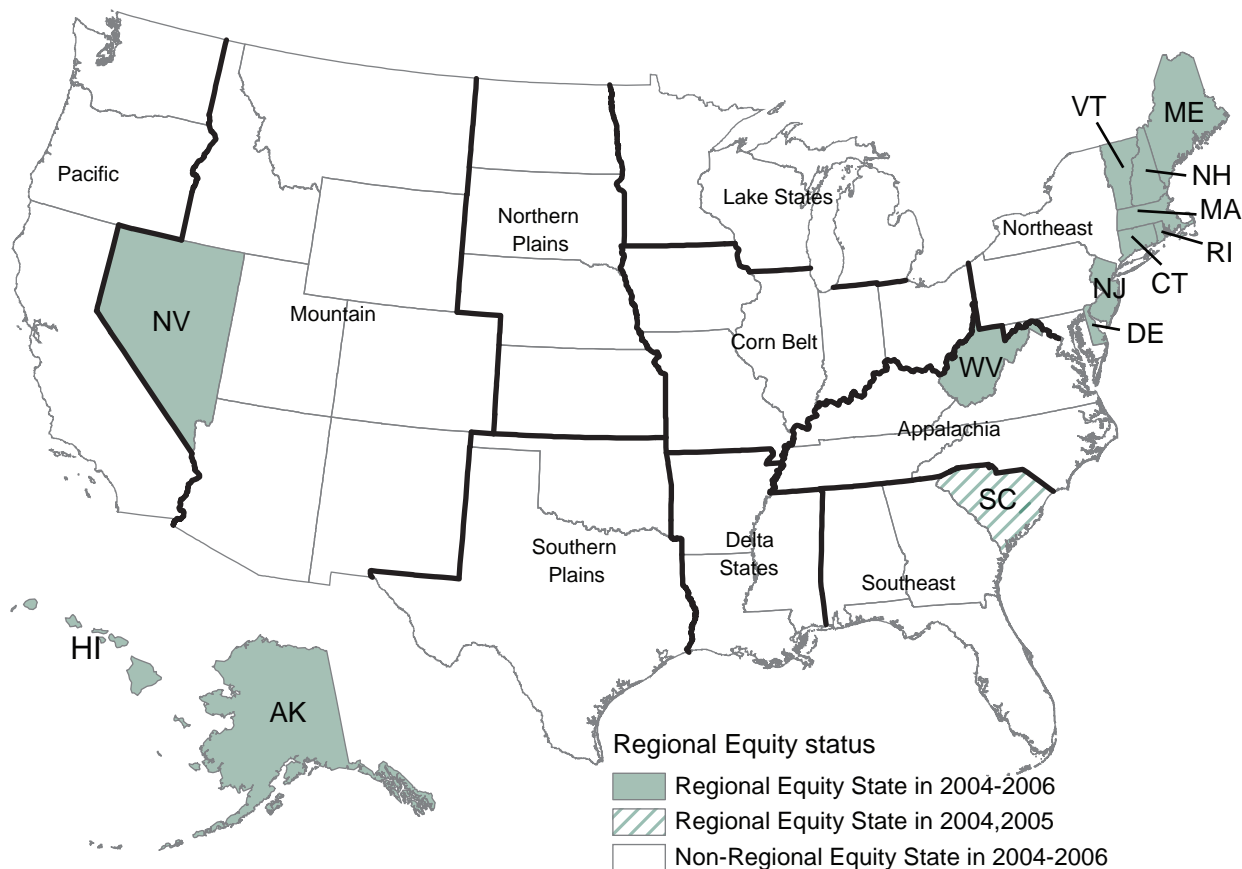 VT
ME
NH
MA
RI
CT
NJ
DE
Pacific
Northern
Plains
Lake States
Northeast
NV
Mountain
Corn Belt
WV
Appalachia
SC
Southern
Plains
Delta
States
Southeast
HI
AK
Regional Equity status
Regional Equity State in 2004-2006
Regional Equity State in 2004,2005
Non-Regional Equity State in 2004-2006